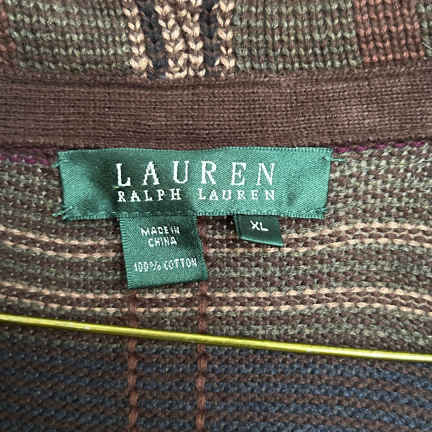 LAUREN
RALPH LAUREN
MADE IN
CHINA
XL
100% COTTON